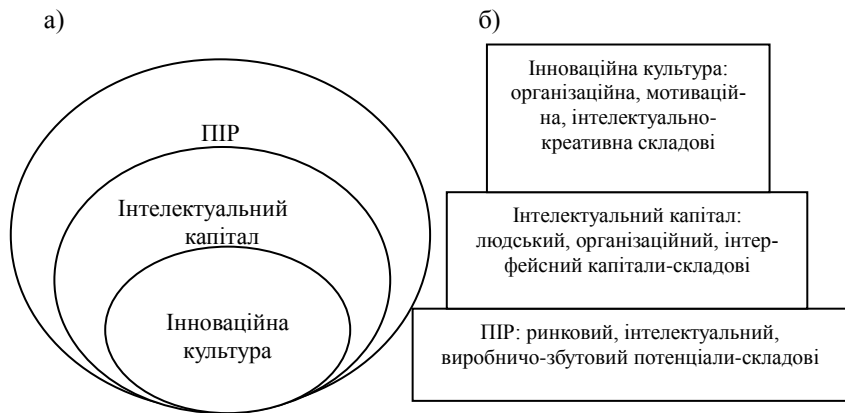 а)
ПІР
Інтелектуальний
капітал
Інноваційна
культура
б)
Інноваційна культура:
організаційна, мотивацій-
на, інтелектуально-
креативна складові
Інтелектуальний капітал:
людський, організаційний, інтер-
фейсний капітали-складові
ПІР: ринковий, інтелектуальний,
виробничо-збутовий потенціали-складові